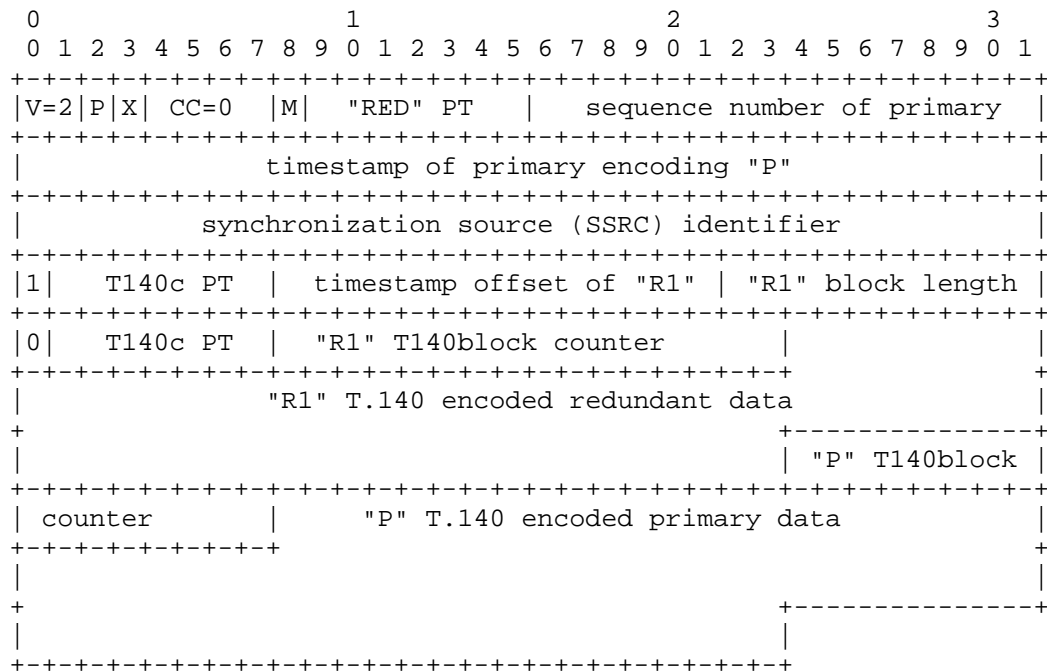 0                   1                   2                   3
0 1 2 3 4 5 6 7 8 9 0 1 2 3 4 5 6 7 8 9 0 1 2 3 4 5 6 7 8 9 0 1
+-+-+-+-+-+-+-+-+-+-+-+-+-+-+-+-+-+-+-+-+-+-+-+-+-+-+-+-+-+-+-+-+
|V=2|P|X| CC=0  |M|  "RED" PT   |   sequence number of primary  |
+-+-+-+-+-+-+-+-+-+-+-+-+-+-+-+-+-+-+-+-+-+-+-+-+-+-+-+-+-+-+-+-+
|               timestamp of primary encoding "P"               |
+-+-+-+-+-+-+-+-+-+-+-+-+-+-+-+-+-+-+-+-+-+-+-+-+-+-+-+-+-+-+-+-+
|           synchronization source (SSRC) identifier            |
+-+-+-+-+-+-+-+-+-+-+-+-+-+-+-+-+-+-+-+-+-+-+-+-+-+-+-+-+-+-+-+-+
|1|   T140c PT  |  timestamp offset of "R1" | "R1" block length |
+-+-+-+-+-+-+-+-+-+-+-+-+-+-+-+-+-+-+-+-+-+-+-+-+-+-+-+-+-+-+-+-+
|0|   T140c PT  |  "R1" T140block counter       |               |
+-+-+-+-+-+-+-+-+-+-+-+-+-+-+-+-+-+-+-+-+-+-+-+-+               +
|               "R1" T.140 encoded redundant data               |
+                                               +---------------+
|                                               | "P" T140block |
+-+-+-+-+-+-+-+-+-+-+-+-+-+-+-+-+-+-+-+-+-+-+-+-+-+-+-+-+-+-+-+-+
| counter       |     "P" T.140 encoded primary data            |
+-+-+-+-+-+-+-+-+                                               +
|                                                               |
+                                               +---------------+
|                                               |
+-+-+-+-+-+-+-+-+-+-+-+-+-+-+-+-+-+-+-+-+-+-+-+-+